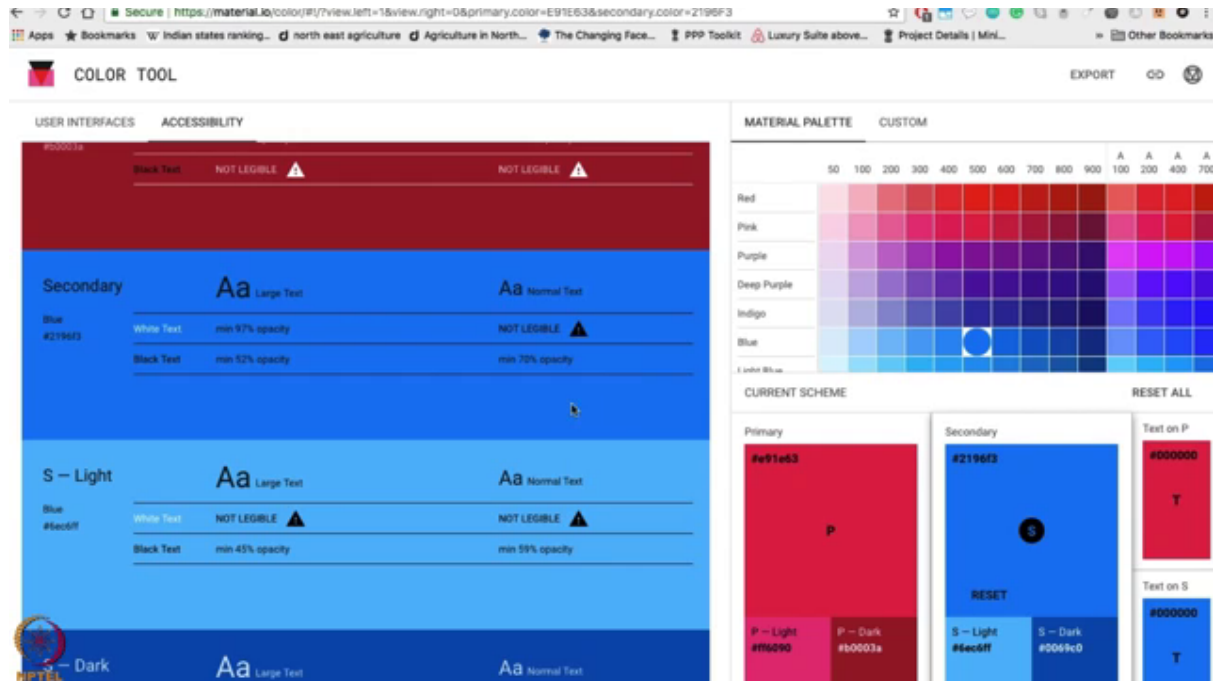 Secure | https://material.io/color/#!/?view.left=1&view.right=0&primary.color=E91E63&secondary.color=2196F3
Apps Bookmarks Indian states ranking... north east agriculture Agriculture in North... The Changing Face... PPP Toolkit Luxury Suite above... Project Details | Mini... » Other Bookmarks
COLOR TOOL
EXPORT
USER INTERFACES ACCESSIBILITY
#b0003a
Black Text NOT LEGIBLE NOT LEGIBLE
Secondary Aa Large Text Aa Normal Text
Blue
#2196f3
White Text min 97% opacity NOT LEGIBLE
Black Text min 52% opacity min 70% opacity
S — Light Aa Large Text Aa Normal Text
Blue
#6ec6ff
White Text NOT LEGIBLE NOT LEGIBLE
Black Text min 45% opacity min 59% opacity
S — Dark Aa Large Text Aa Normal Text
NPTEL
MATERIAL PALETTE CUSTOM
A A A A
50 100 200 300 400 500 600 700 800 900 100 200 400 700
Red
Pink
Purple
Deep Purple
Indigo
Blue
Light Blue
CURRENT SCHEME RESET ALL
Primary
#e91e63
P
P — Light
#ff6090
P — Dark
#b0003a
Secondary
#2196f3
S
RESET
S — Light
#6ec6ff
S — Dark
#0069c0
Text on P
#000000
T
Text on S
#000000
T